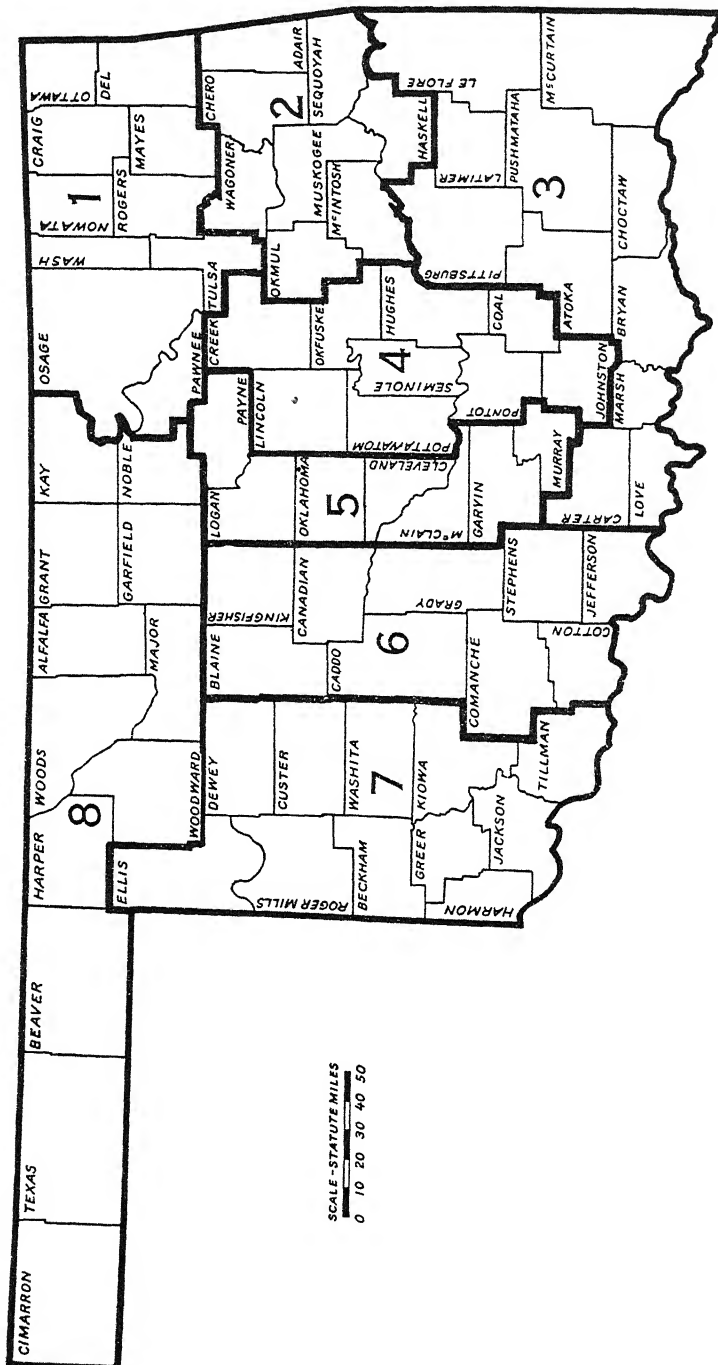 CIMARRON
TEXAS
BEAVER
HARPER
WOODS
ALFALFA
GRANT
KAY
OSAGE
WASH
NOWATA
CRAIG
OTTAWA
DEL
8
MAJOR
GARFIELD
NOBLE
1
ROGERS
MAYES
WOODWARD
ELLIS
DEWEY
BLAINE
KINGFISHER
LOGAN
PAYNE
PAWNEE
CREEK
TULSA
WAGONER
CHERO
ADAIR
2
ROGER MILLS
CUSTER
CANADIAN
OKLAHOMA
LINCOLN
OKFUSKE
OKMUL
MUSKOGEE
SEQUOYAH
MCINTOSH
BECKHAM
WASHITA
CADDO
5
CLEVELAND
POTTAWATOM
SEMINOLE
HUGHES
4
HASKELL
7
6
GRADY
MCCLAIN
PITTSBURG
LATIMER
LE FLORE
HARMON
GREER
KIOWA
COMANCHE
GARVIN
PONTOT
COAL
PUSHMATAHA
3
JACKSON
TILLMAN
STEPHENS
MURRAY
JOHNSTON
ATOKA
MCCURTAIN
COTTON
JEFFERSON
CARTER
LOVE
MARSH
BRYAN
CHOCTAW
SCALE-STATUTE MILES
0 10 20 30 40 50